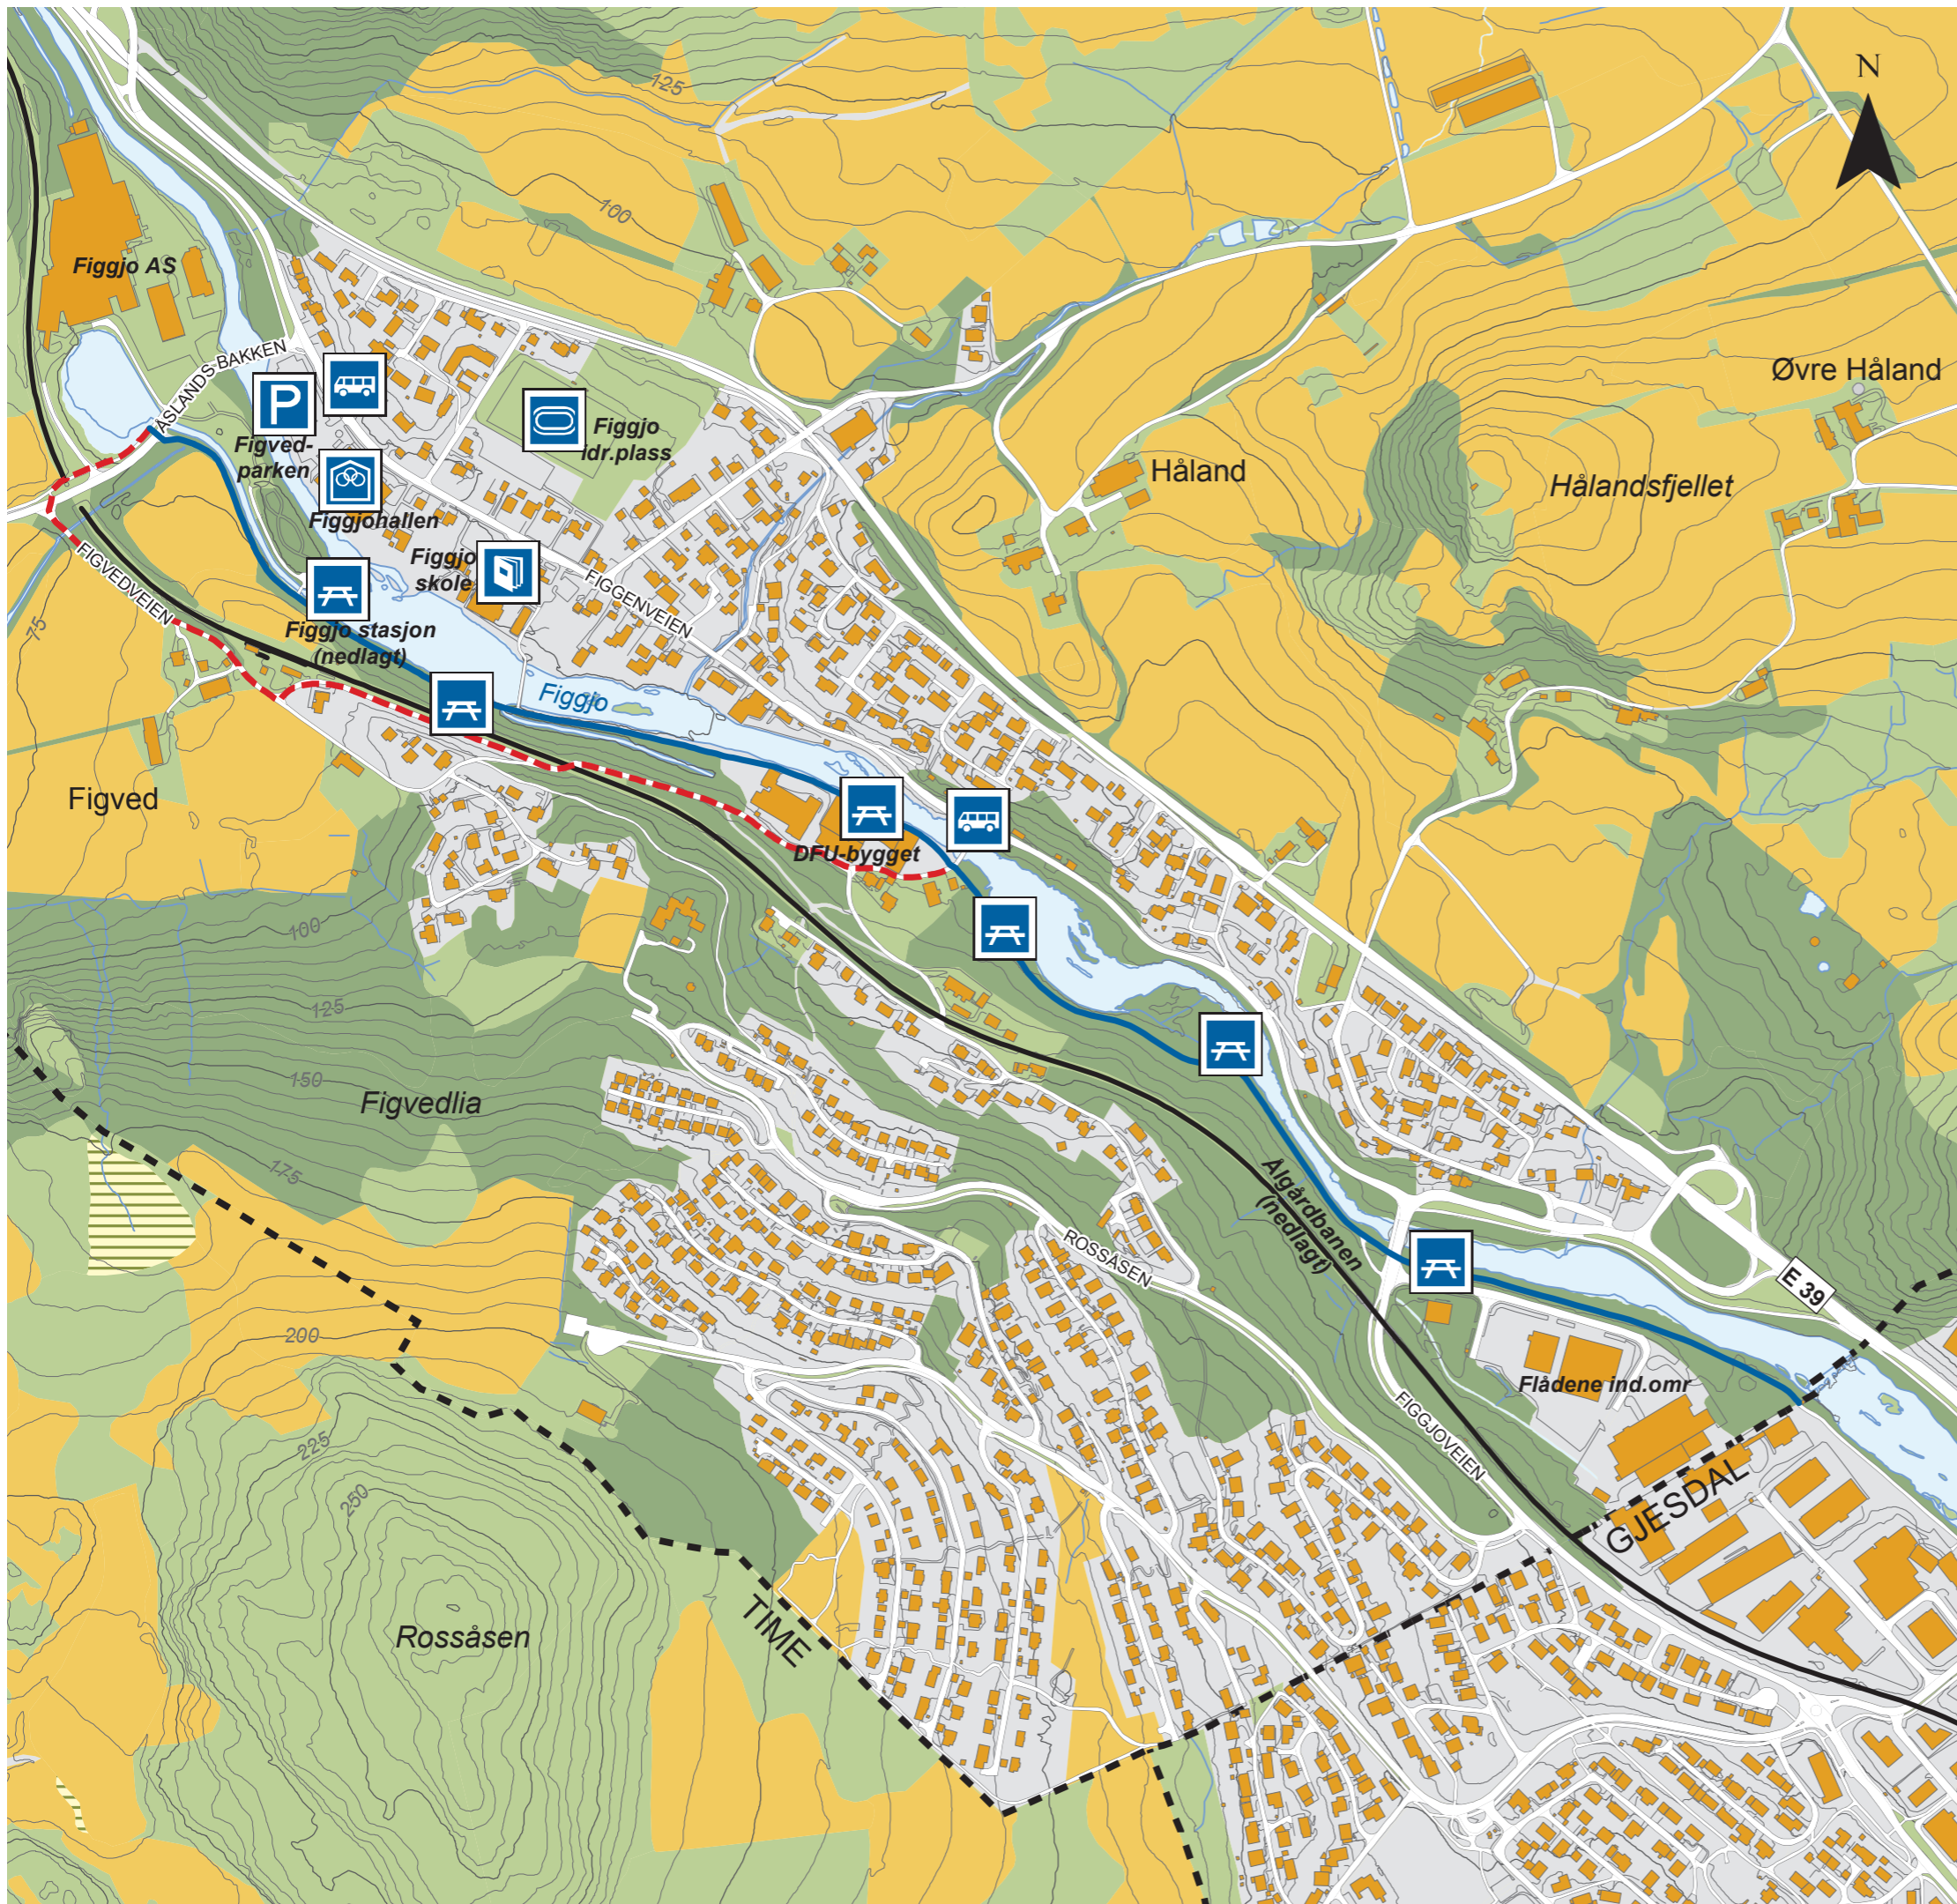 N
125
100
Figgjo AS
ÅSLANDS-BAKKEN
P
Figved-
parken
Figgjo
idr.plass
Øvre Håland
Håland
Hålandsfjellet
Figgjohallen
Figgjo
skole
FIGVEDVEIEN
FIGGENVEIEN
75
Figgjo stasjon
(nedlagt)
Figgjo
Figved
DFU-bygget
100
125
150
Figvedlia
175
Ålgårdbanen
(nedlagt)
ROSSÅSEN
E 39
200
Flådene ind.omr
FIGGJOVEIEN
225
250
GJESDAL
TIME
Rossåsen